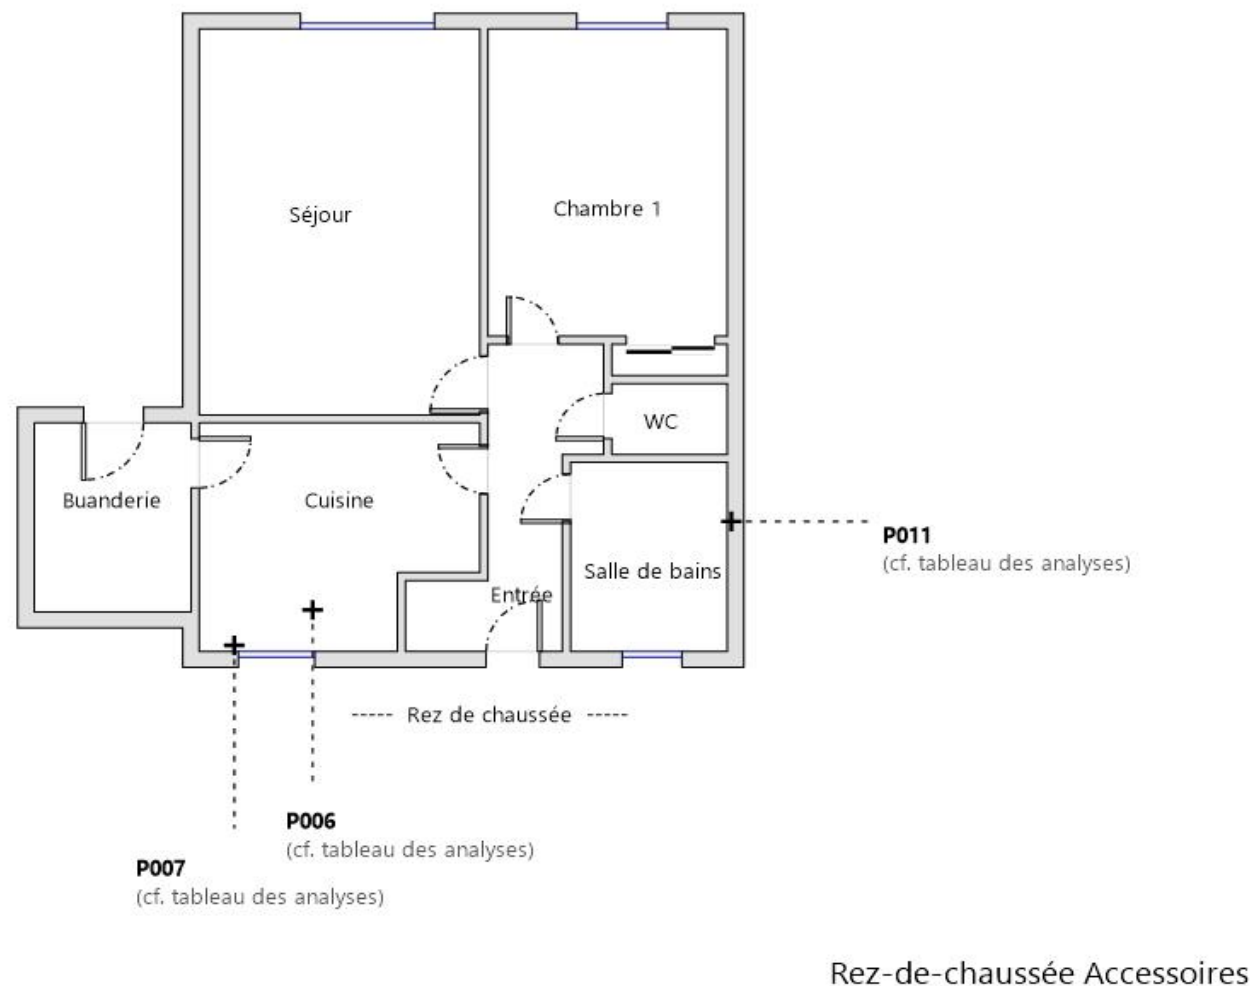 Séjour
Chambre 1
WC
Buanderie
Cuisine
Salle de bains
Entrée
P011
(cf. tableau des analyses)
----- Rez de chaussée -----
P006
(cf. tableau des analyses)
P007
(cf. tableau des analyses)
Rez-de-chaussée Accessoires